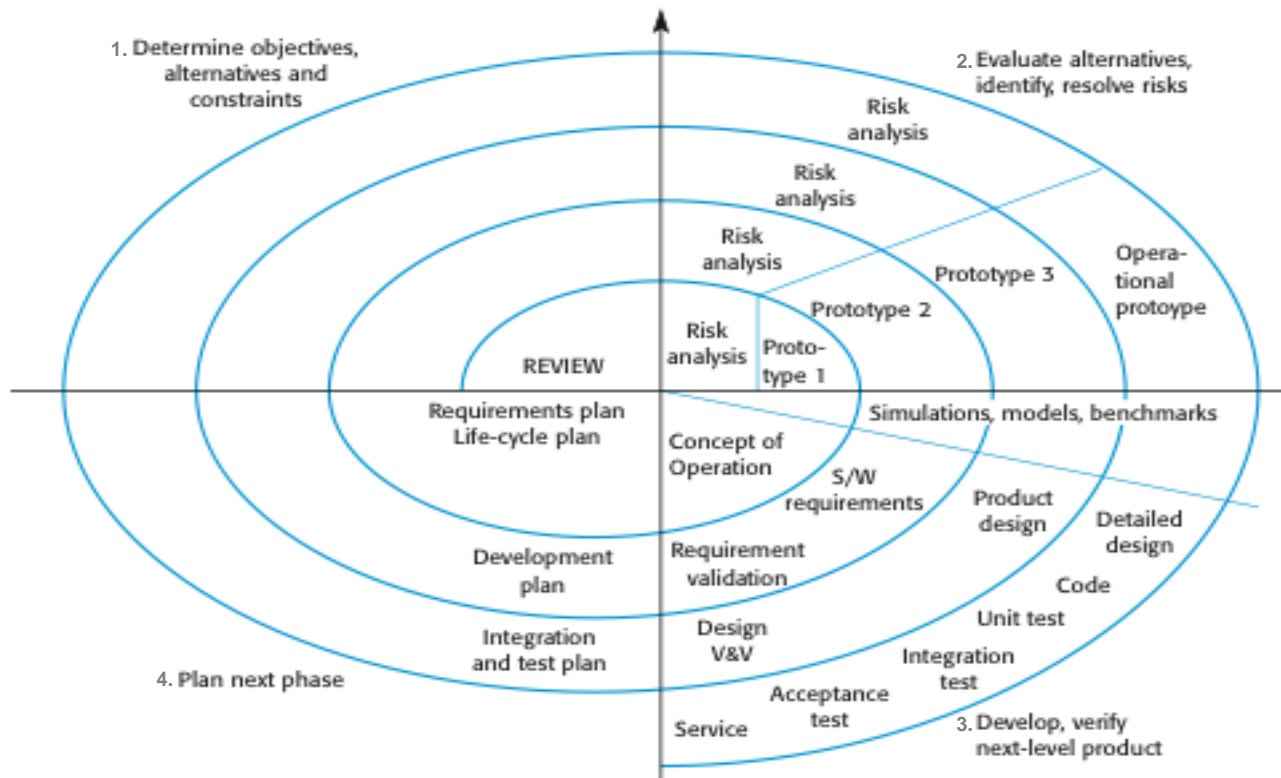 1. Determine objectives,
alternatives and
constraints
2. Evaluate alternatives,
identify, resolve risks
Risk
analysis
Risk
analysis
Risk
analysis
Risk
analysis
Opera-
tional
protoype
Prototype 3
Prototype 2
Proto-
type 1
REVIEW
Requirements plan
Life-cycle plan
Simulations, models, benchmarks
Concept of
Operation
S/W
requirements
Product
design
Detailed
design
Development
plan
Requirement
validation
Code
Unit test
Integration
and test plan
Design
V&V
Integration
test
4. Plan next phase
Acceptance
test
Service
3. Develop, verify
next-level product